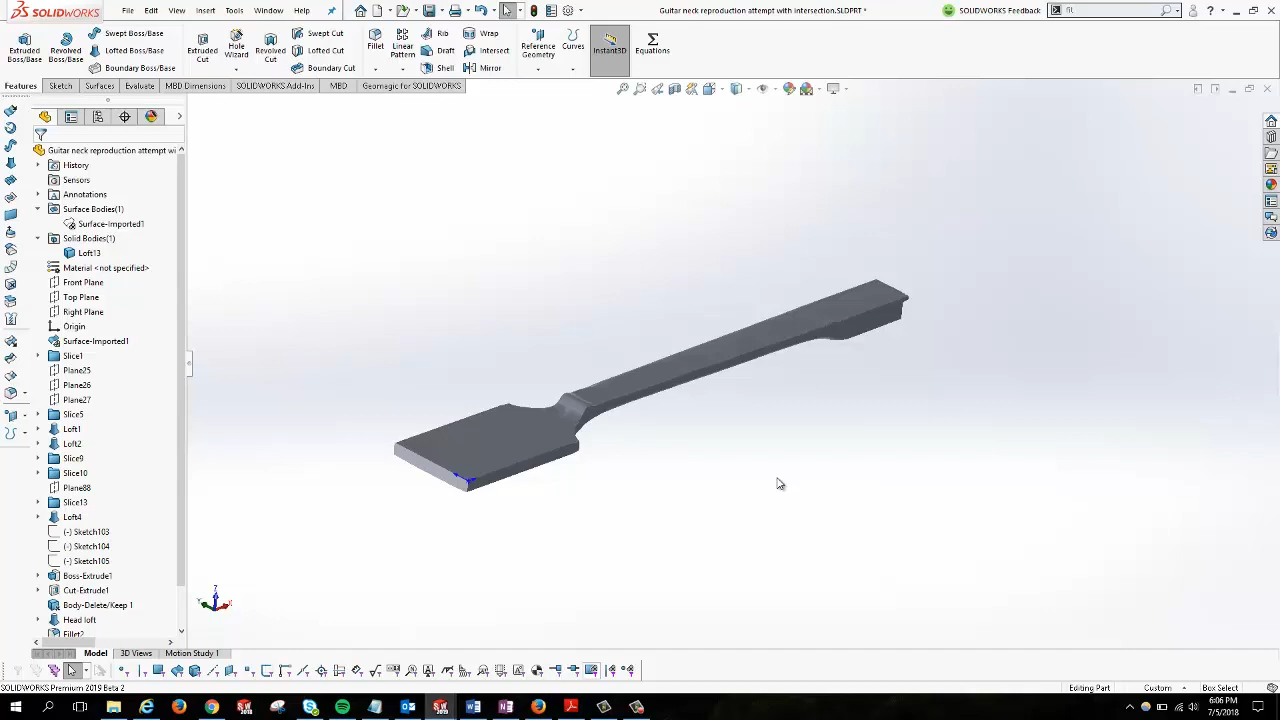 SOLIDWORKS
File Edit View Insert Tools Window Help
Guitar neck reproduction attempt with intersection.SLDPRT *
SOLIDWORKS Feedback
fil
Extruded Boss/Base
Revolved Boss/Base
Swept Boss/Base
Lofted Boss/Base
Boundary Boss/Base
Extruded Cut
Hole Wizard
Revolved Cut
Swept Cut
Lofted Cut
Boundary Cut
Fillet
Linear Pattern
Rib
Draft
Shell
Wrap
Intersect
Mirror
Reference Geometry
Curves
Instant3D
Equations
Features Sketch Surfaces Evaluate MBD Dimensions SOLIDWORKS Add-Ins MBD Geomagic for SOLIDWORKS
Guitar neck reproduction attempt wi
History
Sensors
Annotations
Surface Bodies(1)
Surface-Imported1
Solid Bodies(1)
Loft13
Material <not specified>
Front Plane
Top Plane
Right Plane
Origin
Surface-Imported1
Slice1
Plane25
Plane26
Plane27
Slice5
Loft1
Loft2
Slice9
Slice10
Plane88
Slice13
Loft4
(-) Sketch103
(-) Sketch104
(-) Sketch105
Boss-Extrude1
Cut-Extrude1
Body-Delete/Keep 1
Head loft
Fillet2
Z
Y
X
Model 3D Views Motion Study 1
SOLIDWORKS Premium 2019 Beta 2
Editing Part Custom Box Select
6:06 PM
7/5/2018